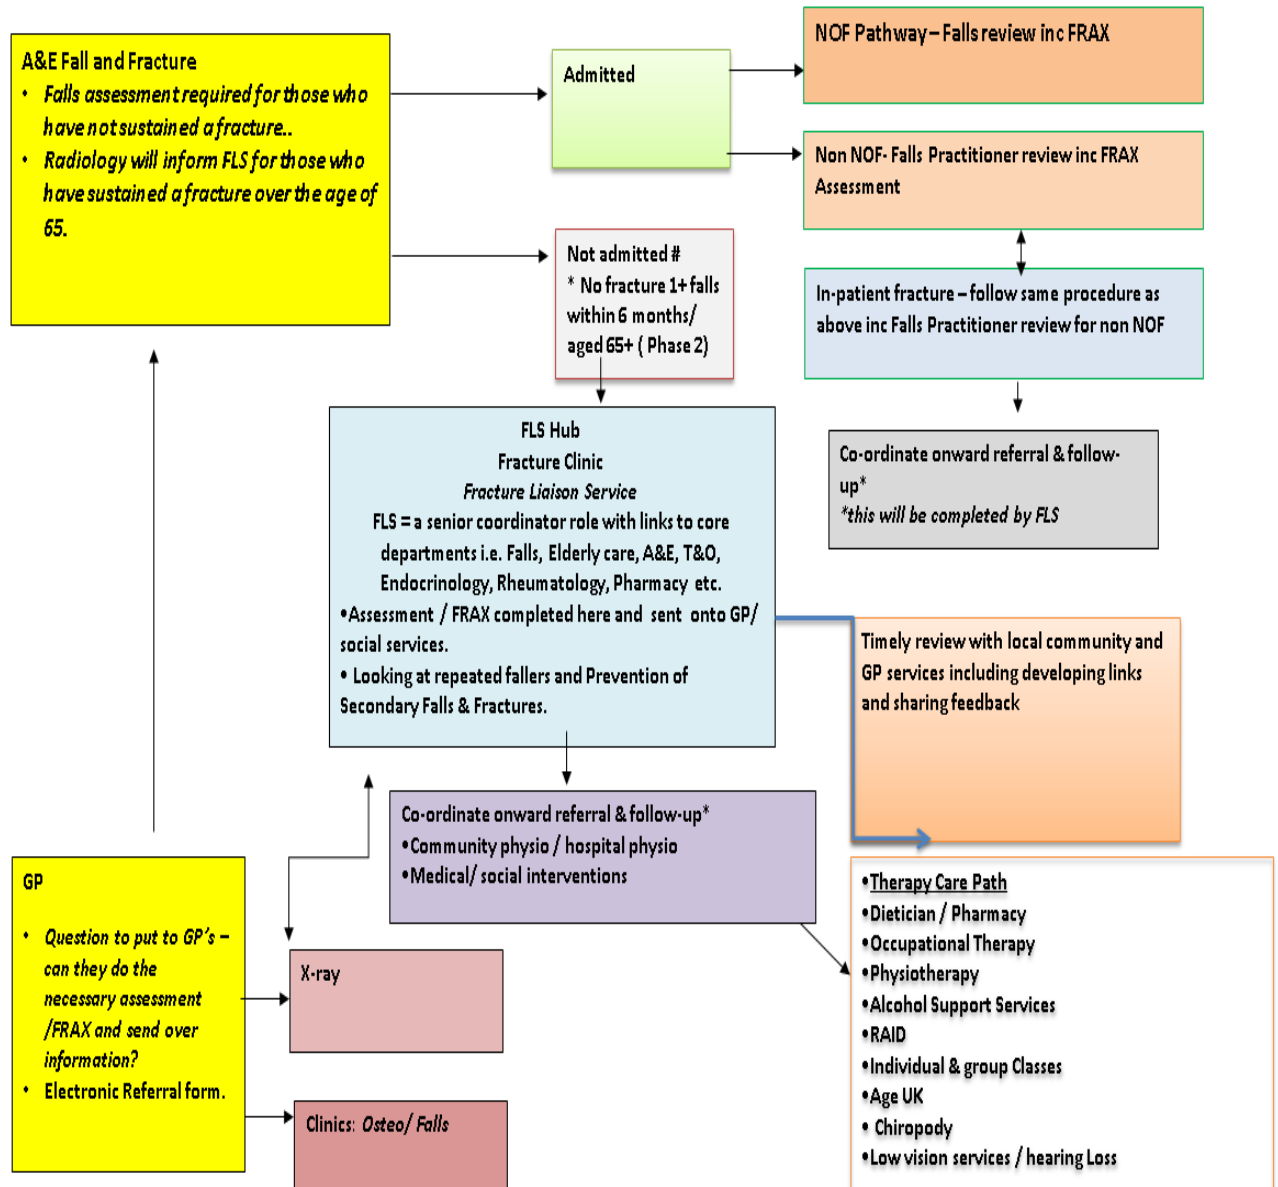 A&E Fall and Fracture
• Falls assessment required for those who
have not sustained a fracture..
• Radiology will inform FLS for those who
have sustained a fracture over the age of
65.
Admitted
NOF Pathway – Falls review inc FRAX
Non NOF- Falls Practitioner review inc FRAX
Assessment
Not admitted #
* No fracture 1+ falls
within 6 months/
aged 65+ ( Phase 2)
In-patient fracture – follow same procedure as
above inc Falls Practitioner review for non NOF
Co-ordinate onward referral & follow-
up*
*this will be completed by FLS
FLS Hub
Fracture Clinic
Fracture Liaison Service
FLS = a senior coordinator role with links to core
departments i.e. Falls, Elderly care, A&E, T&O,
Endocrinology, Rheumatology, Pharmacy etc.
•Assessment / FRAX completed here and sent onto GP/
social services.
• Looking at repeated fallers and Prevention of
Secondary Falls & Fractures.
Timely review with local community and
GP services including developing links
and sharing feedback
Co-ordinate onward referral & follow-up*
•Community physio / hospital physio
•Medical/ social interventions
GP
• Question to put to GP's –
can they do the
necessary assessment
/FRAX and send over
information?
• Electronic Referral form.
X-ray
Clinics: Osteo/ Falls
•Therapy Care Path
•Dietician / Pharmacy
•Occupational Therapy
•Physiotherapy
•Alcohol Support Services
•RAID
•Individual & group Classes
•Age UK
• Chiropody
•Low vision services / hearing Loss